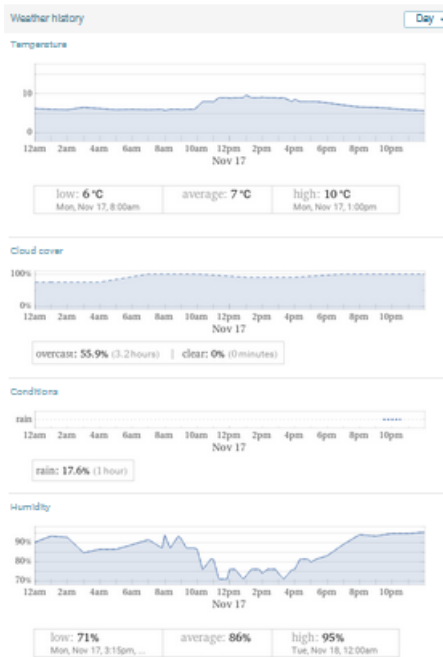 Weather history
Day
Temperature
10
0
12am 2am 4am 6am 8am 10am 12pm 2pm 4pm 6pm 8pm 10pm
Nov 17
low: 6 °C average: 7 °C high: 10 °C
Mon, Nov 17, 8:00am Mon, Nov 17, 1:00pm
Cloud cover
100%
0%
12am 2am 4am 6am 8am 10am 12pm 2pm 4pm 6pm 8pm 10pm
Nov 17
overcast: 55.9% (3.2 hours) | clear: 0% (0 minutes)
Conditions
rain
12am 2am 4am 6am 8am 10am 12pm 2pm 4pm 6pm 8pm 10pm
Nov 17
rain: 17.6% (1 hour)
Humidity
90%
80%
70%
12am 2am 4am 6am 8am 10am 12pm 2pm 4pm 6pm 8pm 10pm
Nov 17
low: 71% average: 86% high: 95%
Mon, Nov 17, 3:15pm, ... Tue, Nov 18, 12:00am